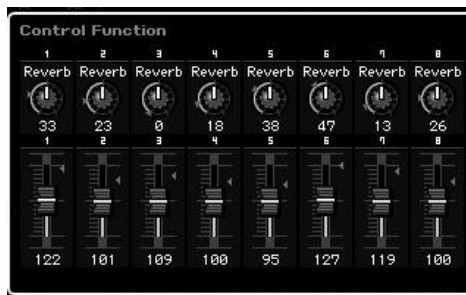 Control Function
1 2 3 4 5 6 7 8
Reverb Reverb Reverb Reverb Reverb Reverb Reverb Reverb
33 23 0 18 38 47 13 26
1 2 3 4 5 6 7 8
122 101 109 100 95 127 119 100